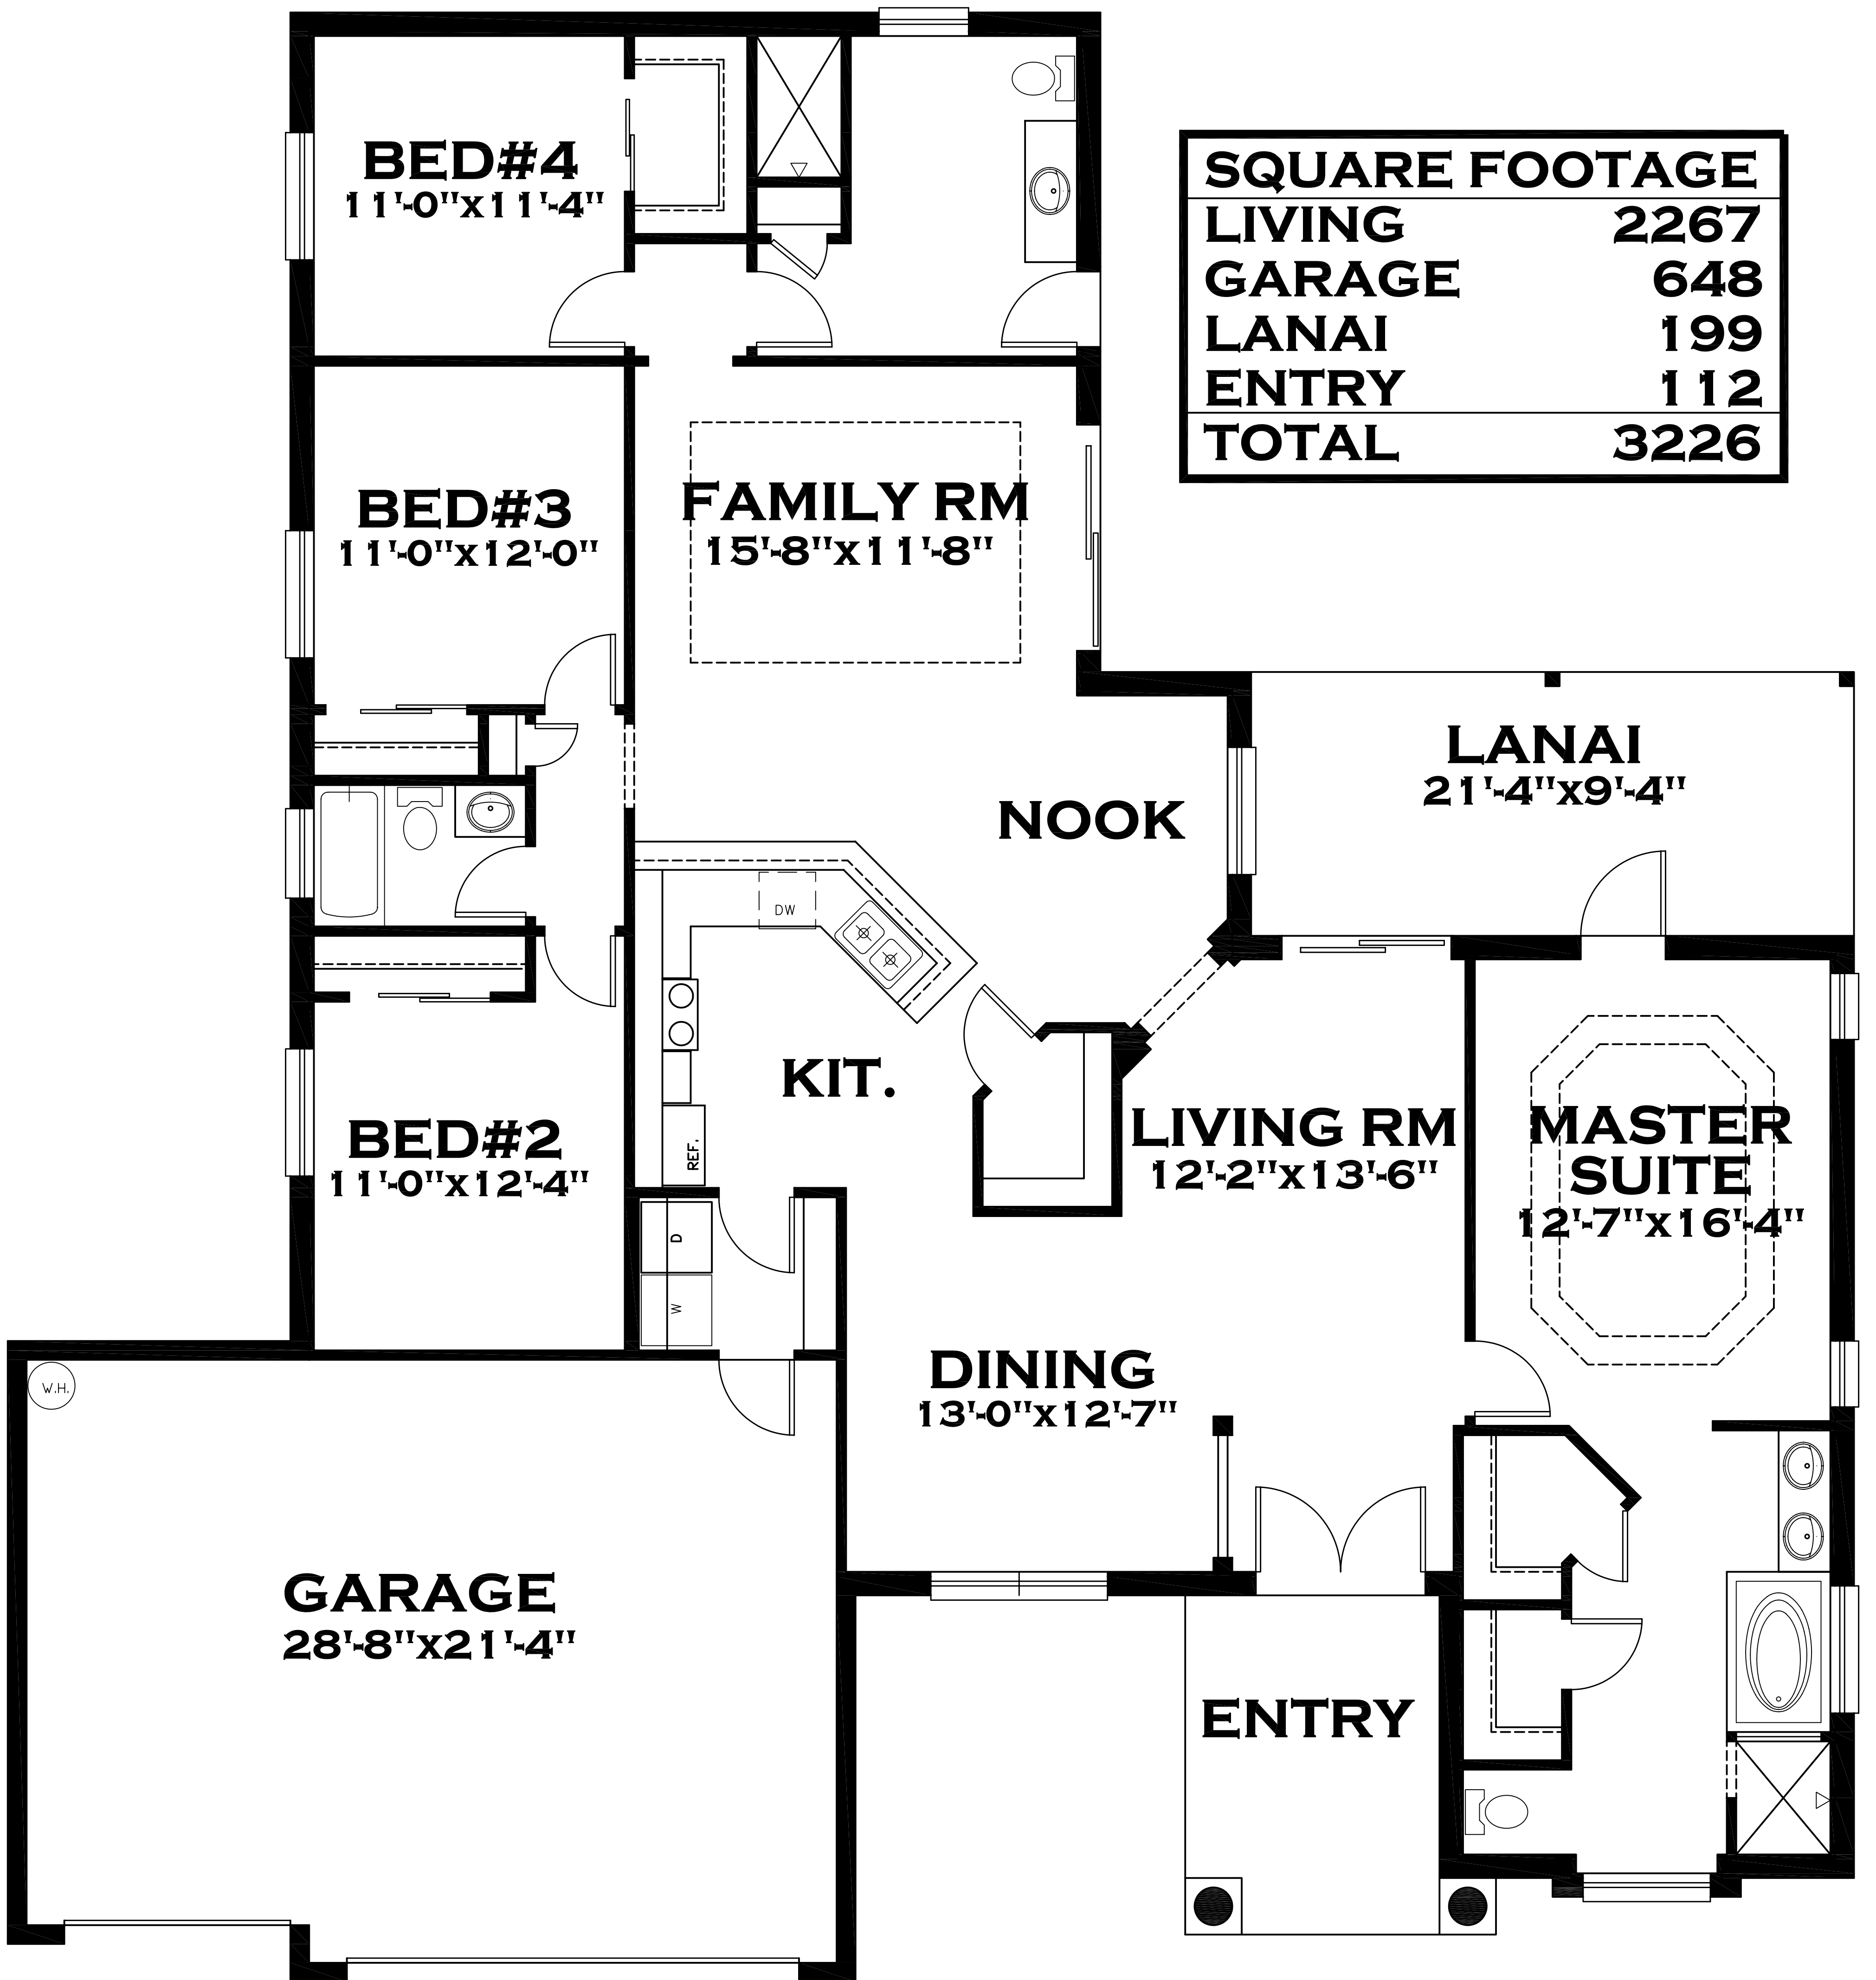 BED#4
11'-0"x11'-4"
SQUARE FOOTAGE
LIVING 2267
GARAGE 648
LANAI 199
ENTRY 112
TOTAL 3226
BED#3
11'-0"x12'-0"
FAMILY RM
15'-8"x11'-8"
LANAI
21'-4"x9'-4"
NOOK
DW
KIT.
REF.
BED#2
11'-0"x12'-4"
LIVING RM
12'-2"x13'-6"
MASTER
SUITE
12'-7"x16'-4"
D
W
W.H.
DINING
13'-0"x12'-7"
GARAGE
28'-8"x21'-4"
ENTRY